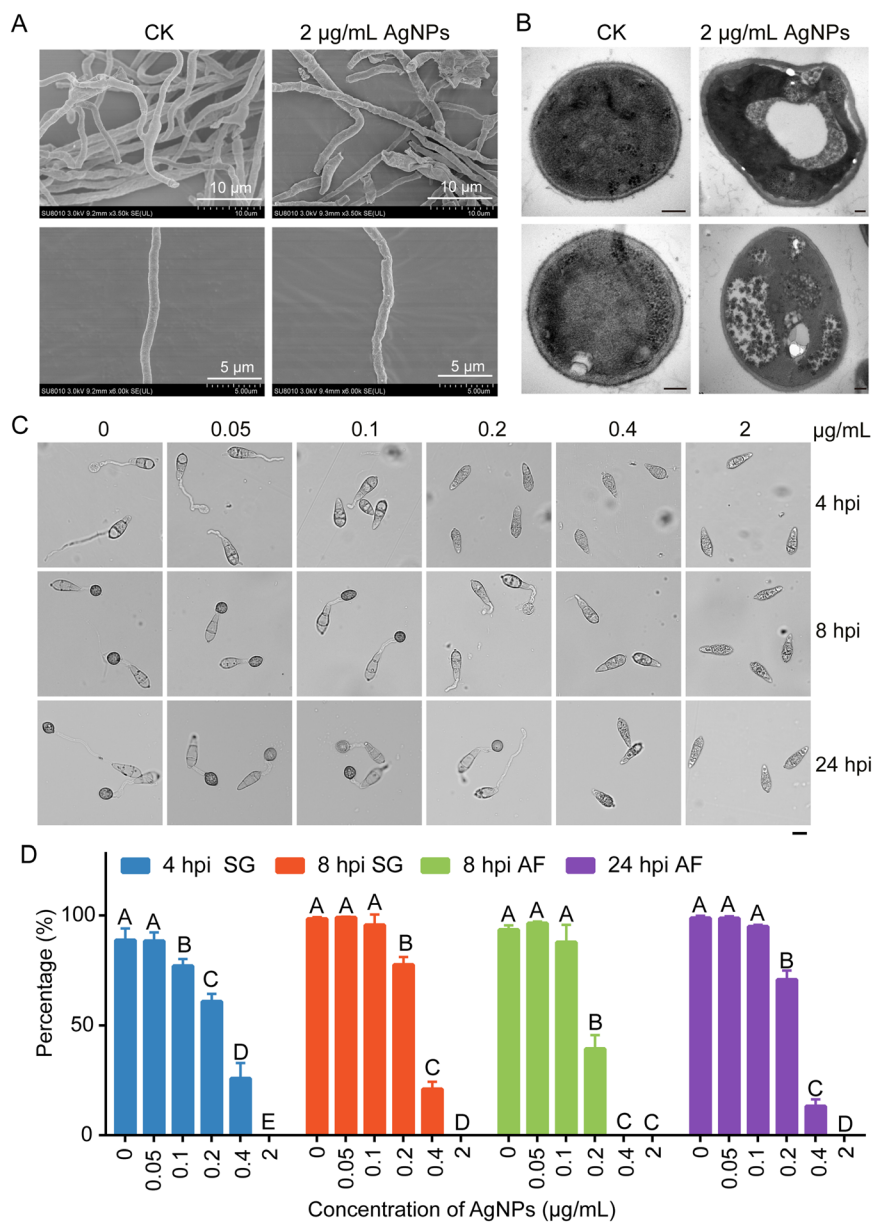 A
CK
2 µg/mL AgNPs
10 µm
SU8010 3.0kV 9.2mm x3.50k SE(UL)
10.0um
10 µm
SU8010 3.0kV 9.3mm x3.50k SE(UL)
10.0um
5 µm
SU8010 3.0kV 9.2mm x6.00k SE(UL)
5.00um
5 µm
SU8010 3.0kV 9.4mm x6.00k SE(UL)
5.00um
B
CK
2 µg/mL AgNPs
C
0 0.05 0.1 0.2 0.4 2 µg/mL
4 hpi
8 hpi
24 hpi
D
4 hpi SG 8 hpi SG 8 hpi AF 24 hpi AF
Percentage (%)
100
50
0
A A B C D E
A A A B C D
A A A B C C
A A A B C D
0 0.05 0.1 0.2 0.4 2 0 0.05 0.1 0.2 0.4 2 0 0.05 0.1 0.2 0.4 2 0 0.05 0.1 0.2 0.4 2
Concentration of AgNPs (µg/mL)